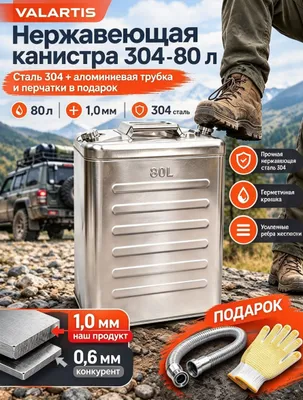 VALARTIS
Нержавеющая
канистра 304-80 л
Сталь 304 + алюминиевая трубка
и перчатки в подарок
80 л
1,0 мм
304 сталь
Прочная
нержавеющая
сталь 304
Герметичная
крышка
Усиленные
ребра жесткости
80L
1,0 мм
наш продукт
0,6 мм
конкурент
ПОДАРОК